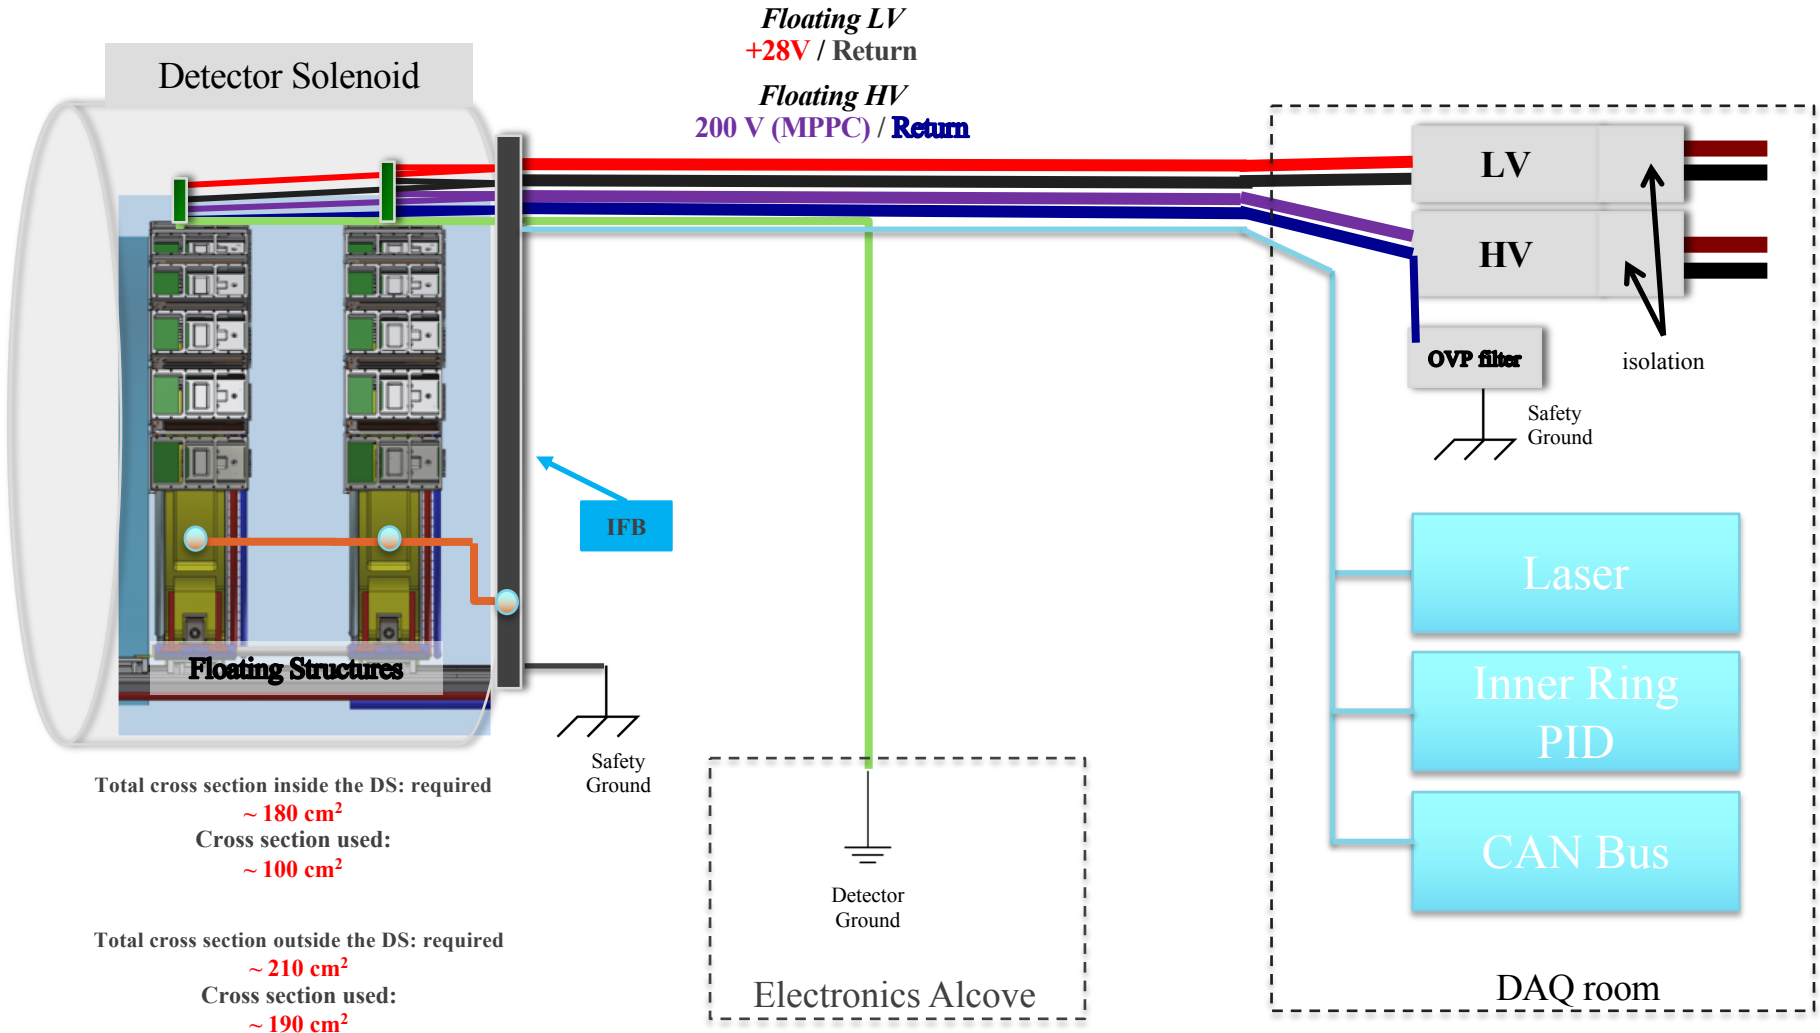 Floating LV
+28V / Return
Detector Solenoid
Floating HV
200 V (MPPC) / Return
LV
HV
OVP filter
isolation
Safety
Ground
IFB
Laser
Floating Structures
Inner Ring
PID
Safety
Ground
Total cross section inside the DS: required
~ 180 cm²
Cross section used:
~ 100 cm²
CAN Bus
Detector
Ground
Total cross section outside the DS: required
~ 210 cm²
Cross section used:
~ 190 cm²
Electronics Alcove
DAQ room